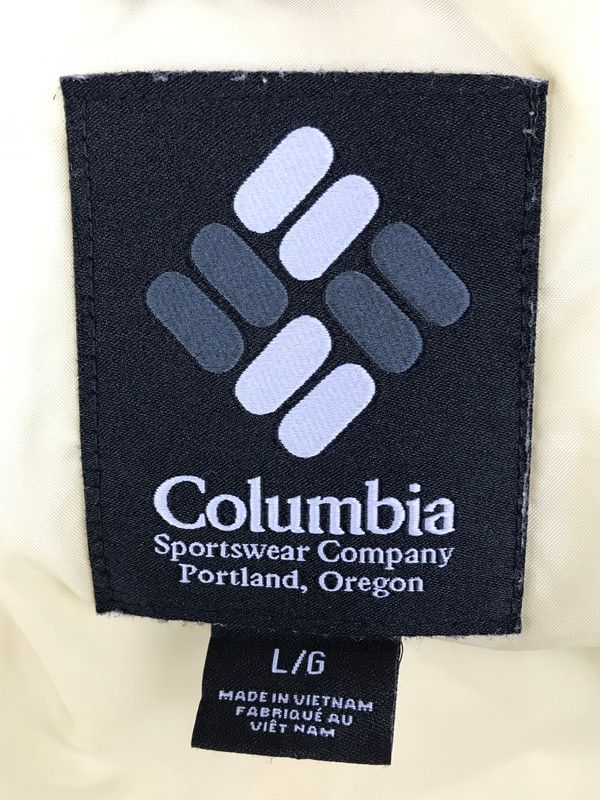 Columbia
Sportswear Company
Portland, Oregon
L/G
MADE IN VIETNAM
FABRIQUÉ AU
VIÊT NAM